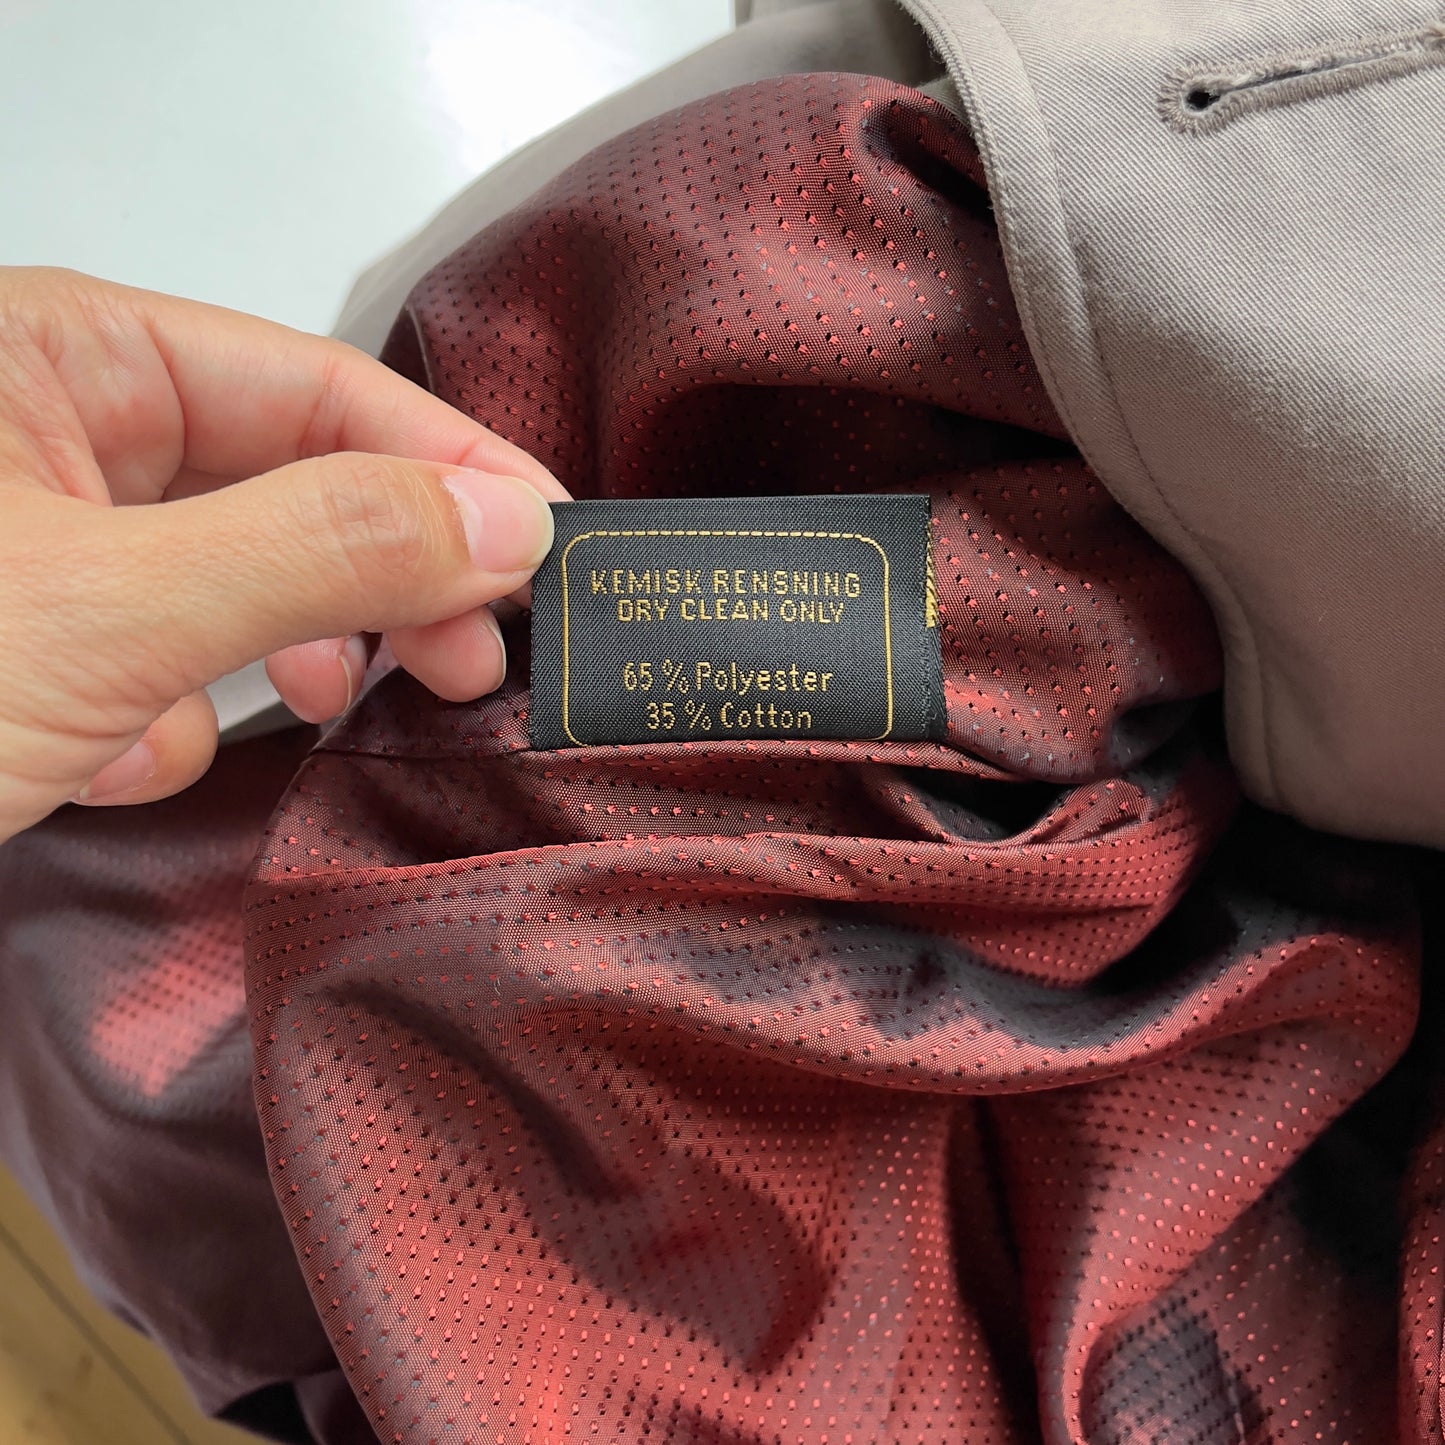 KEMISK RENSNING
DRY CLEAN ONLY
65 % Polyester
35 % Cotton